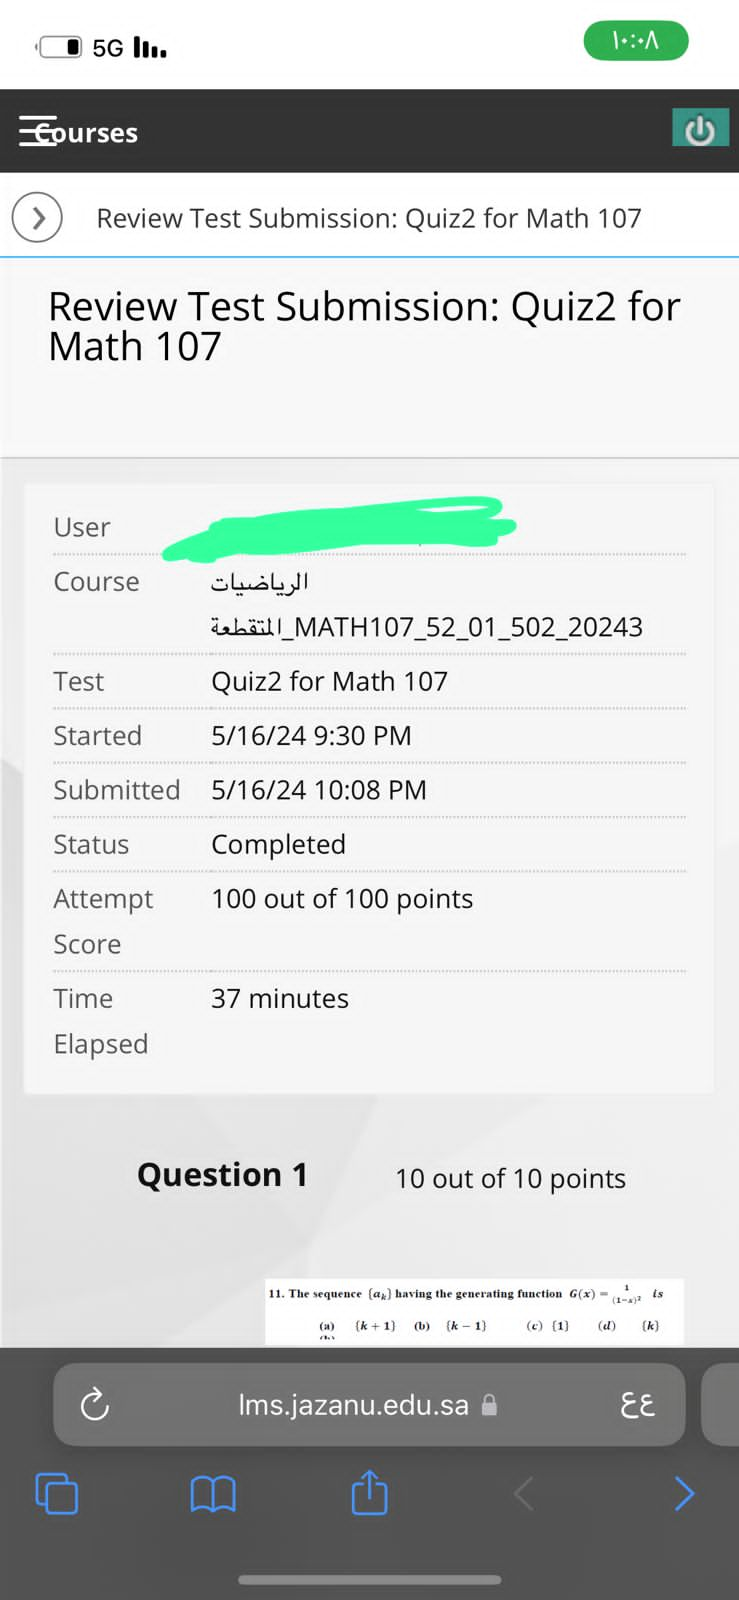 5G ١٠:٠٨
Courses
Review Test Submission: Quiz2 for Math 107
Review Test Submission: Quiz2 for
Math 107
User
Course الرياضيات
المتقطعة_MATH107_52_01_502_20243
Test Quiz2 for Math 107
Started 5/16/24 9:30 PM
Submitted 5/16/24 10:08 PM
Status Completed
Attempt 100 out of 100 points
Score
Time 37 minutes
Elapsed
Question 1 10 out of 10 points
11. The sequence {aₖ} having the generating function G(x) = 1/(1−x)² is
(a) {k + 1} (b) {k − 1} (c) {1} (d) {k}
lms.jazanu.edu.sa عع